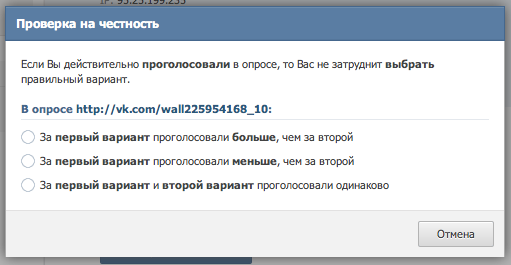 IP: 95.25.199.255
Проверка на честность
Если Вы действительно проголосовали в опросе, то Вас не затруднит выбрать
правильный вариант.
В опросе http://vk.com/wall225954168_10:
За первый вариант проголосовали больше, чем за второй
За первый вариант проголосовали меньше, чем за второй
За первый вариант и второй вариант проголосовали одинаково
Отмена